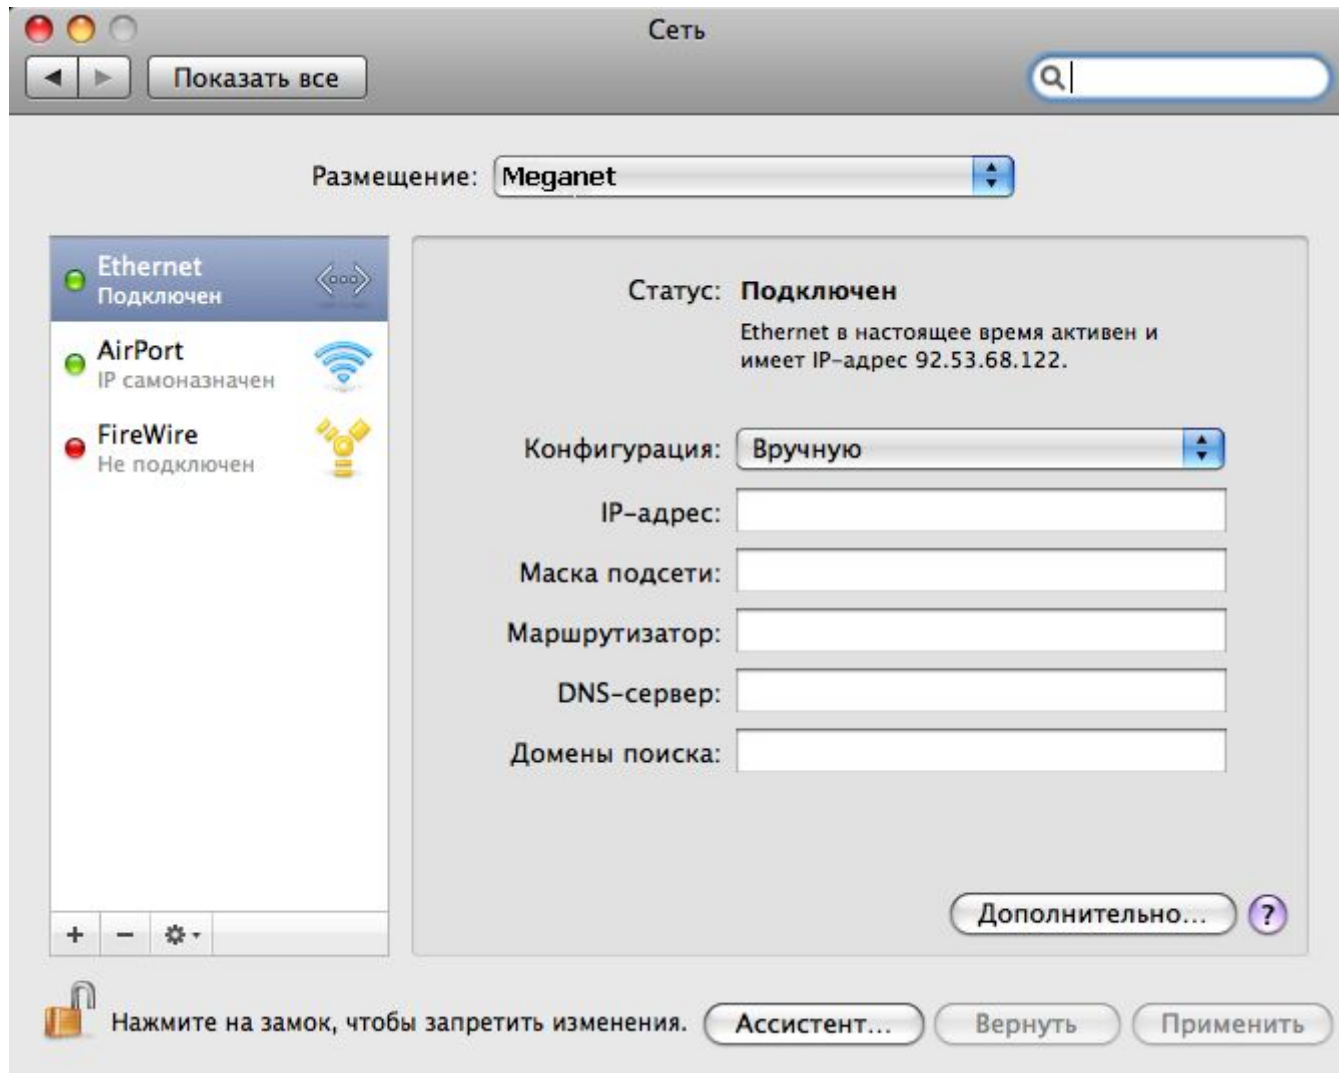 Сеть
Показать все
Размещение: Meganet
Ethernet
Подключен
AirPort
IP самоназначен
FireWire
Не подключен
Статус: Подключен
Ethernet в настоящее время активен и
имеет IP-адрес 92.53.68.122.
Конфигурация: Вручную
IP-адрес:
Маска подсети:
Маршрутизатор:
DNS-сервер:
Домены поиска:
Дополнительно... ?
Нажмите на замок, чтобы запретить изменения. Ассистент... Вернуть Применить